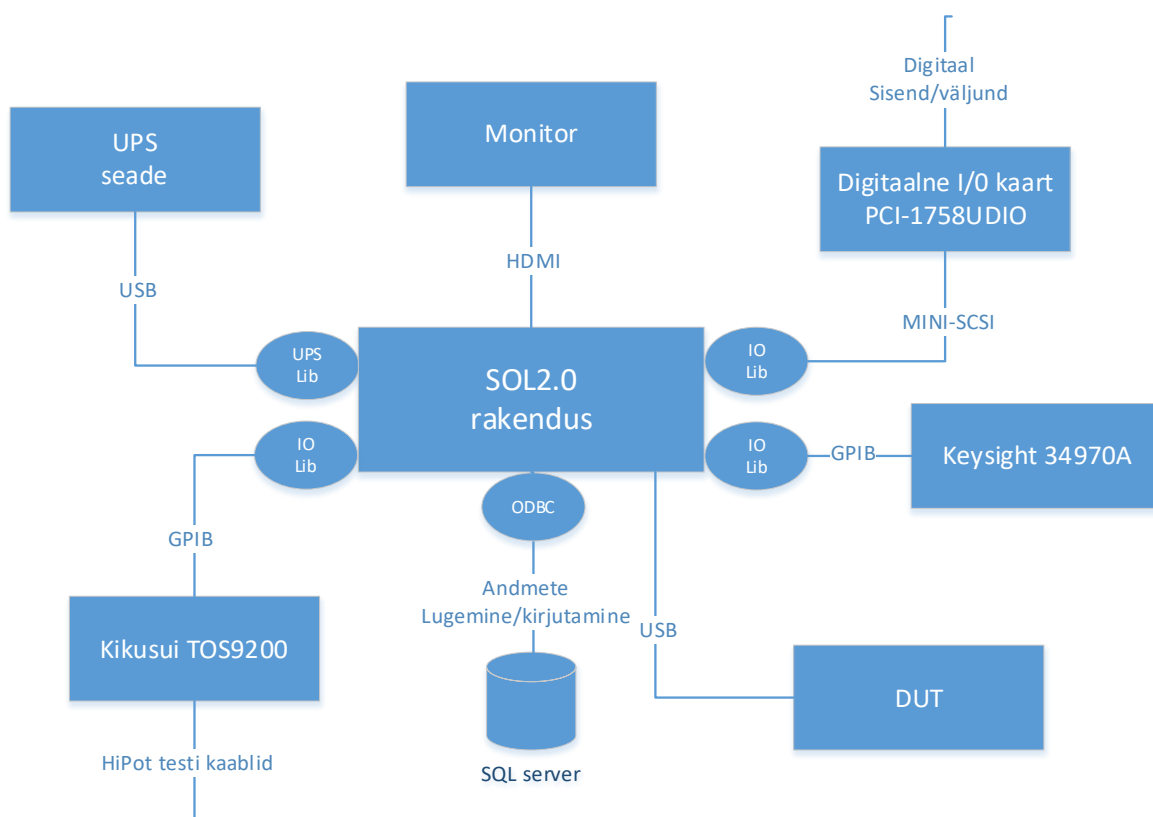 Digitaal
Sisend/väljund
UPS
seade
Monitor
Digitaalne I/0 kaart
PCI-1758UDIO
HDMI
USB
MINI-SCSI
UPS
Lib
SOL2.0
rakendus
IO
Lib
IO
Lib
IO
Lib
GPIB
Keysight 34970A
ODBC
GPIB
Andmete
Lugemine/kirjutamine
USB
Kikusui TOS9200
DUT
HiPot testi kaablid
SQL server